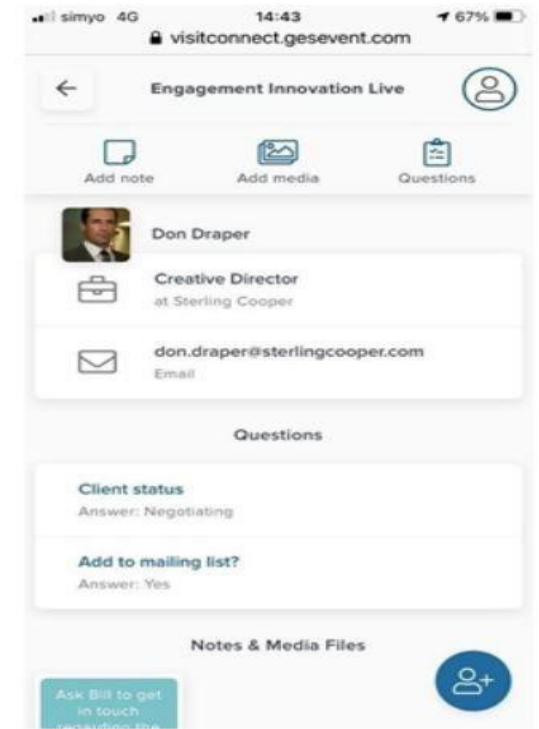 simyo 4G 14:43 67%
visitconnect.gesevent.com
Engagement Innovation Live
Add note Add media Questions
Don Draper
Creative Director
at Sterling Cooper
don.draper@sterlingcooper.com
Email
Questions
Client status
Answer: Negotiating
Add to mailing list?
Answer: Yes
Notes & Media Files
Ask Bill to get
in touch
regarding the